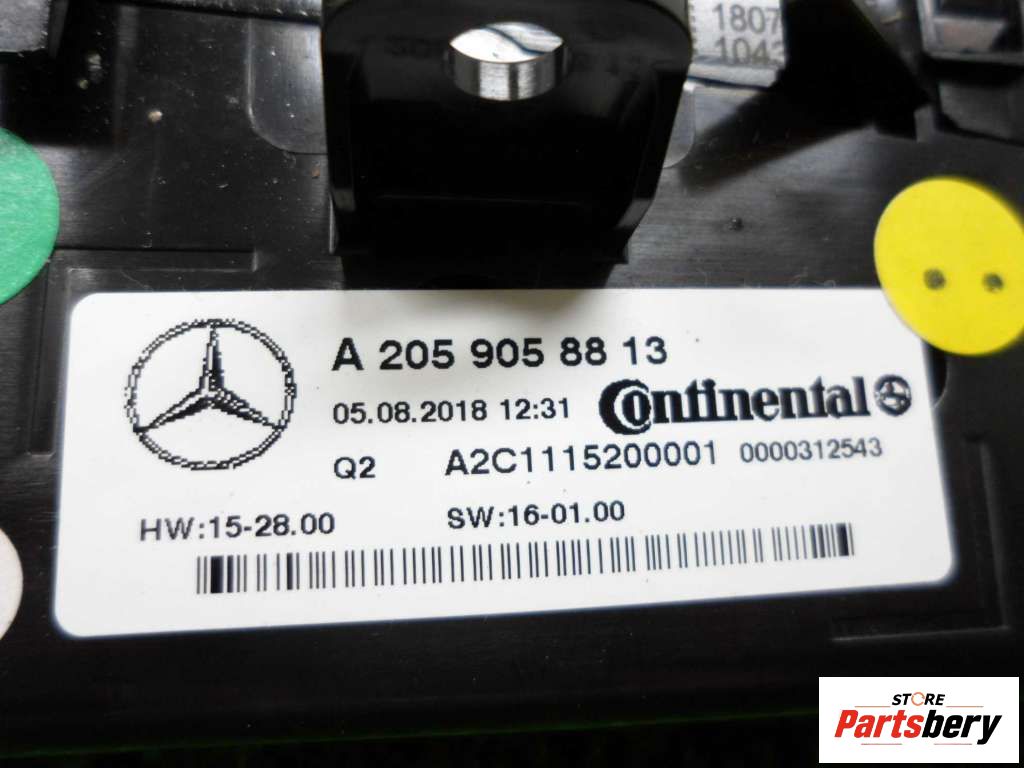 1807
1043
A 205 905 88 13
05.08.2018 12:31 Continental
Q2 A2C1115200001 0000312543
HW:15-28.00 SW:16-01.00
STORE
Partsbery